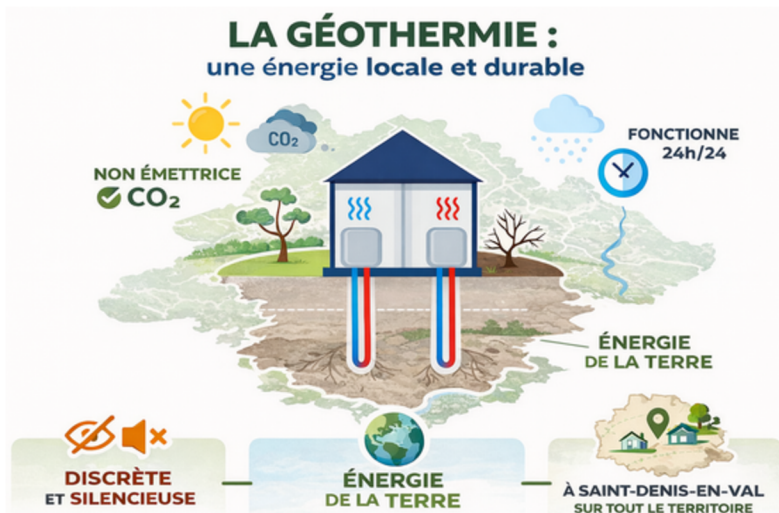 LA GÉOTHERMIE :
une énergie locale et durable
CO₂
NON ÉMETTRICE
CO₂
FONCTIONNE
24h/24
ÉNERGIE
DE LA TERRE
DISCRÈTE
ET SILENCIEUSE
ÉNERGIE
DE LA TERRE
À SAINT-DENIS-EN-VAL
SUR TOUT LE TERRITOIRE